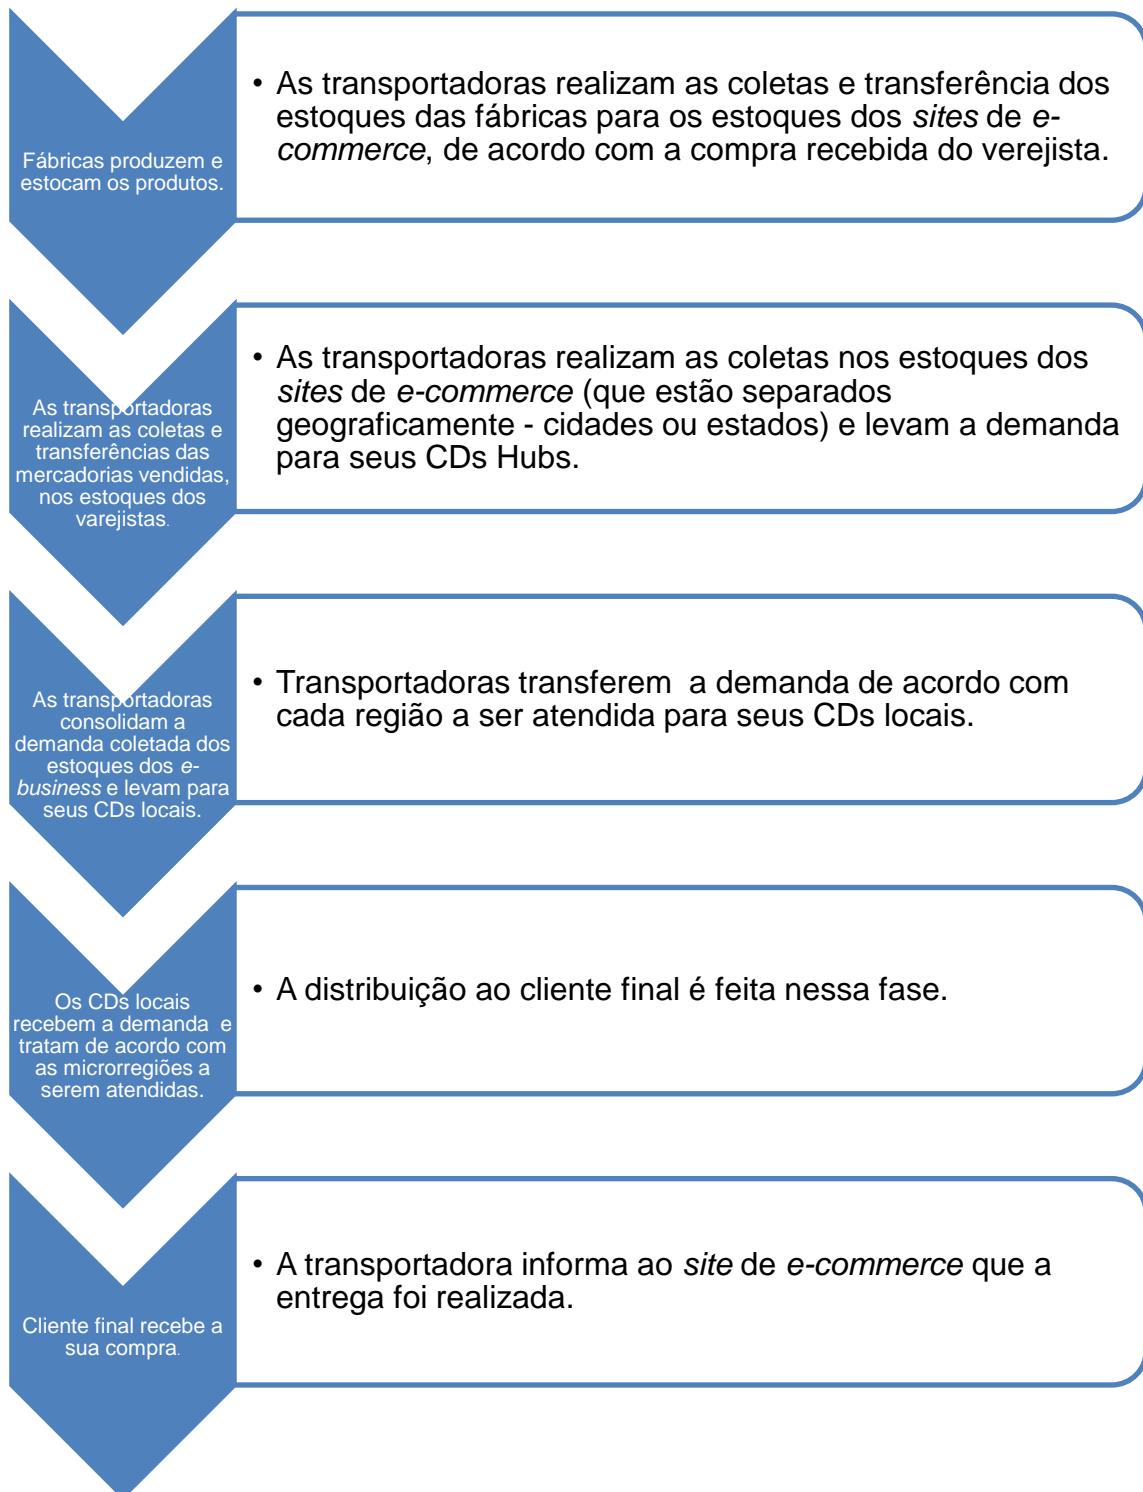 Fábricas produzem e
estocam os produtos.
• As transportadoras realizam as coletas e transferência dos
estoques das fábricas para os estoques dos sites de e-
commerce, de acordo com a compra recebida do verejista.
As transportadoras
realizam as coletas e
transferências das
mercadorias vendidas,
nos estoques dos
varejistas.
• As transportadoras realizam as coletas nos estoques dos
sites de e-commerce (que estão separados
geograficamente - cidades ou estados) e levam a demanda
para seus CDs Hubs.
As transportadoras
consolidam a
demanda coletada dos
estoques dos e-
business e levam para
seus CDs locais.
• Transportadoras transferem  a demanda de acordo com
cada região a ser atendida para seus CDs locais.
Os CDs locais
recebem a demanda  e
tratam de acordo com
as microrregiões a
serem atendidas.
• A distribuição ao cliente final é feita nessa fase.
Cliente final recebe a
sua compra.
• A transportadora informa ao site de e-commerce que a
entrega foi realizada.